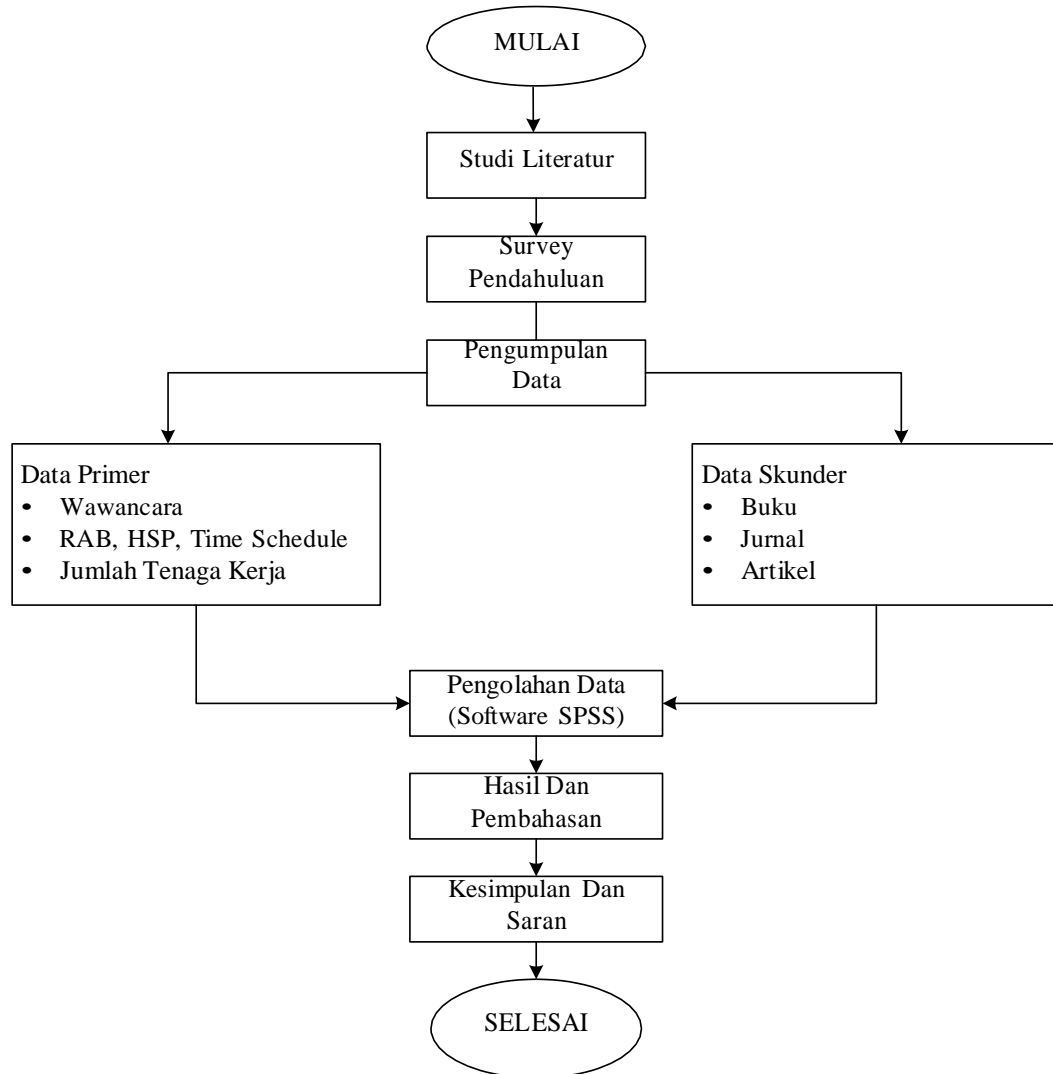 MULAI
Studi Literatur
Survey
Pendahuluan
Pengumpulan
Data
Data Primer
• Wawancara
• RAB, HSP, Time Schedule
• Jumlah Tenaga Kerja
Data Skunder
• Buku
• Jurnal
• Artikel
Pengolahan Data
(Software SPSS)
Hasil Dan
Pembahasan
Kesimpulan Dan
Saran
SELESAI